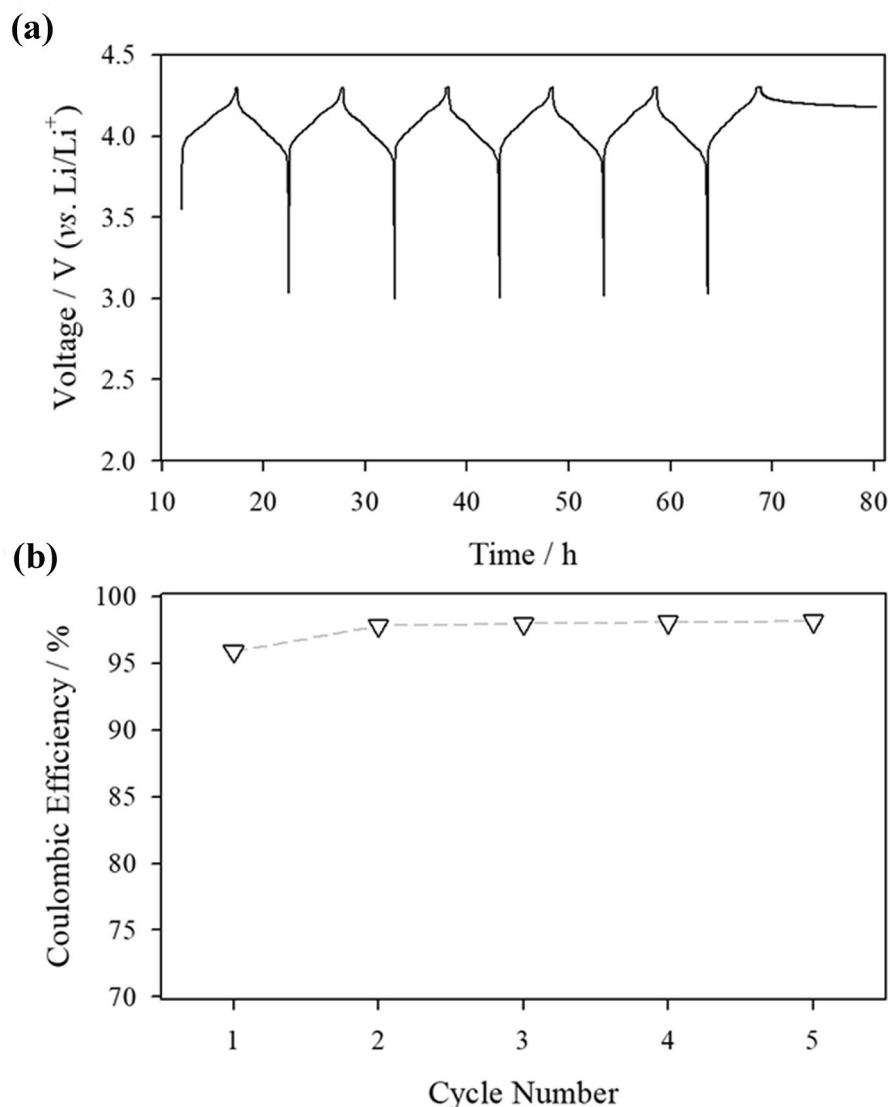 (a)
4.5
4.0
3.5
3.0
2.5
2.0
Voltage / V (vs. Li/Li+)
10 20 30 40 50 60 70 80
Time / h
(b)
100
95
90
85
80
75
70
Coulombic Efficiency / %
1 2 3 4 5
Cycle Number